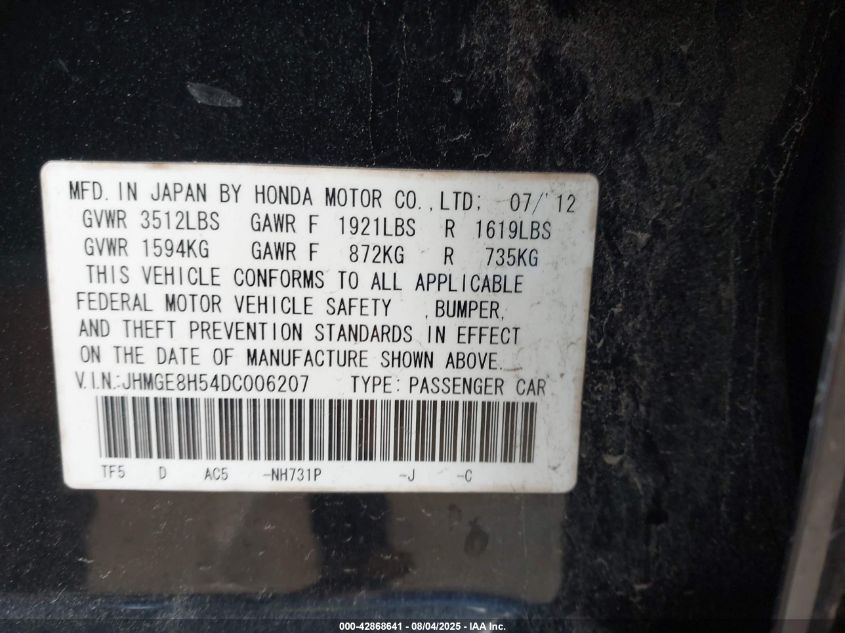 MFD. IN JAPAN BY HONDA MOTOR CO.,LTD; 07/'12
GVWR 3512LBS GAWR F 1921LBS R 1619LBS
GVWR 1594KG GAWR F 872KG R 735KG
THIS VEHICLE CONFORMS TO ALL APPLICABLE
FEDERAL MOTOR VEHICLE SAFETY ,BUMPER,
AND THEFT PREVENTION STANDARDS IN EFFECT
ON THE DATE OF MANUFACTURE SHOWN ABOVE.
V.I.N.:JHMGE8H54DC006207 TYPE: PASSENGER CAR
TF5 D AC5 -NH731P -J -C
000-42868641 | 08/04/2025 | IAA Inc.